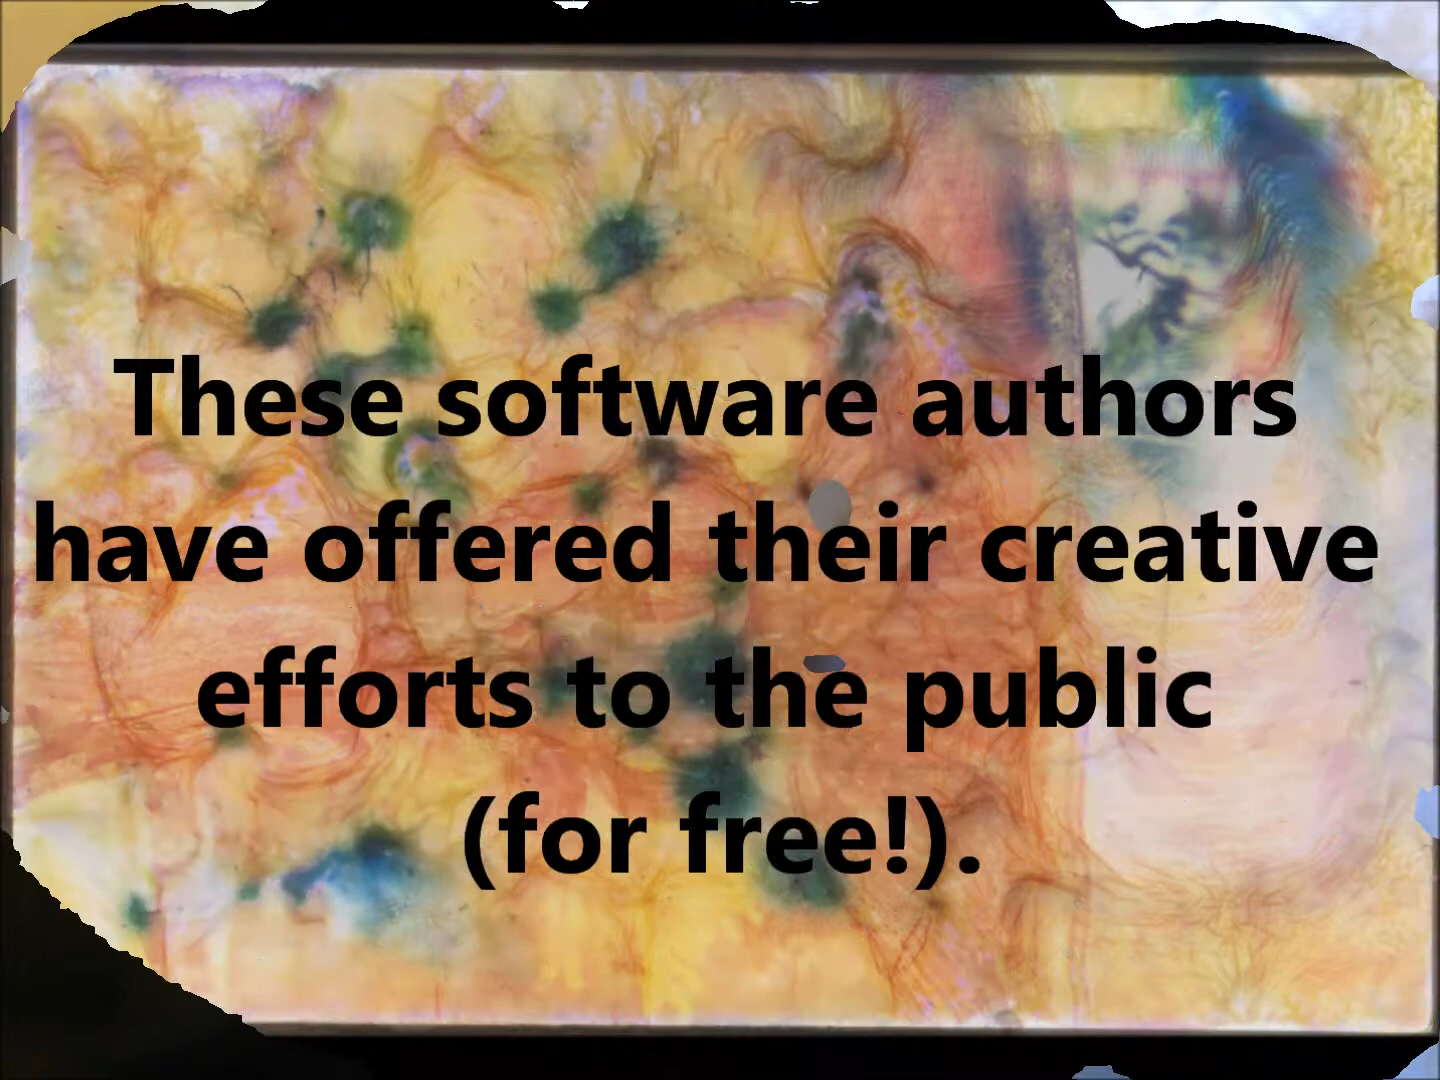 These software authors
have offered their creative
efforts to the public
(for free!).